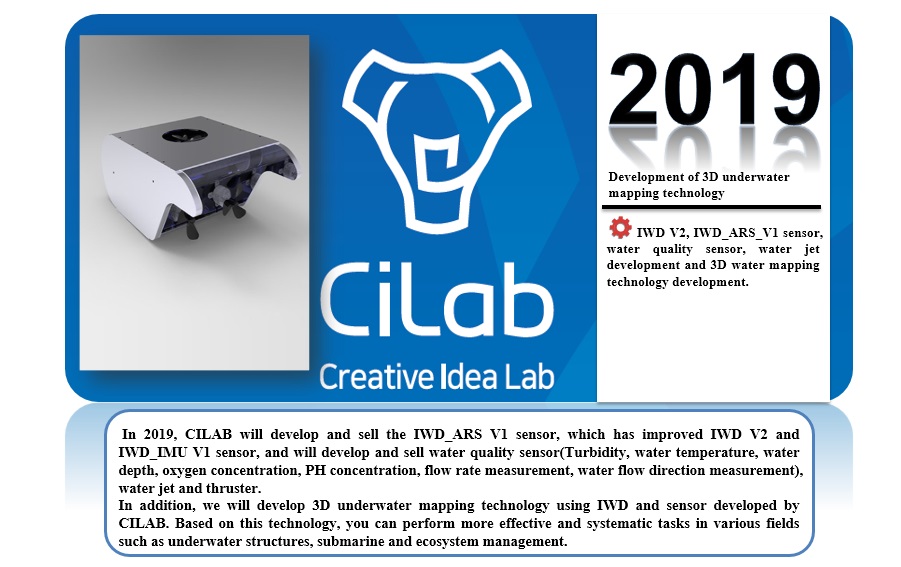 CiLab
Creative Idea Lab
2019
Development of 3D underwater
mapping technology
IWD V2, IWD_ARS_V1 sensor,
water quality sensor, water jet
development and 3D water mapping
technology development.
In 2019, CILAB will develop and sell the IWD_ARS V1 sensor, which has improved IWD V2 and
IWD_IMU V1 sensor, and will develop and sell water quality sensor(Turbidity, water temperature, water
depth, oxygen concentration, PH concentration, flow rate measurement, water flow direction measurement),
water jet and thruster.
In addition, we will develop 3D underwater mapping technology using IWD and sensor developed by
CILAB. Based on this technology, you can perform more effective and systematic tasks in various fields
such as underwater structures, submarine and ecosystem management.